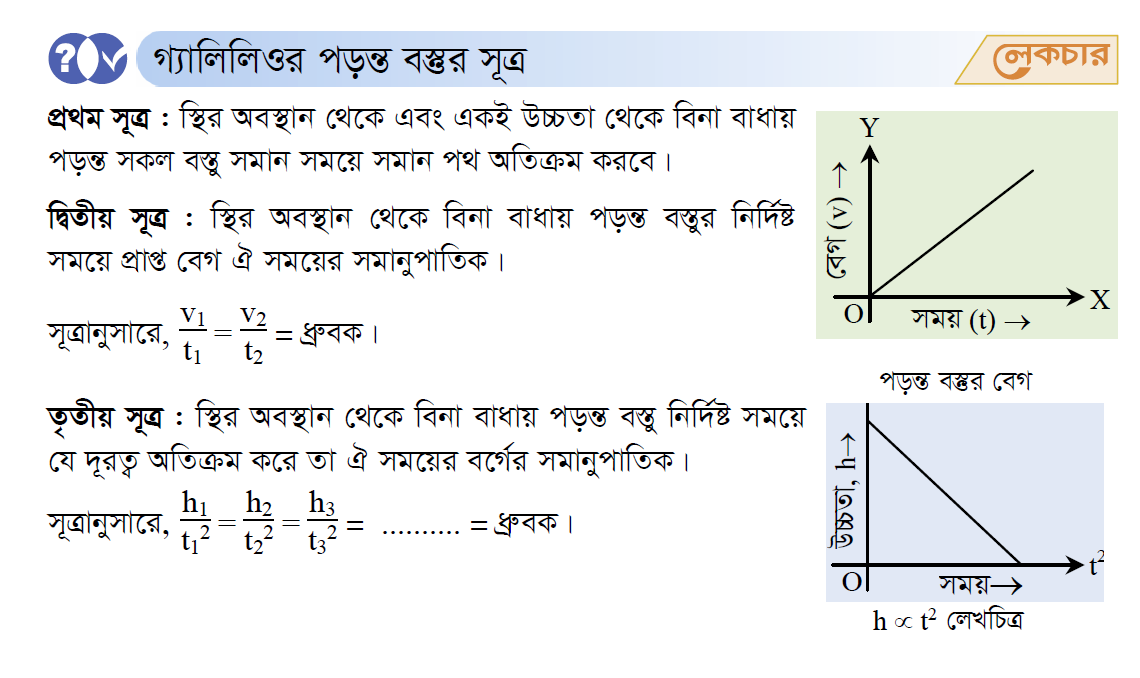 গ্যালিলিওর পড়ন্ত বস্তুর সূত্র
লেকচার
প্রথম সূত্র : স্থির অবস্থান থেকে এবং একই উচ্চতা থেকে বিনা বাধায়
পড়ন্ত সকল বস্তু সমান সময়ে সমান পথ অতিক্রম করবে।
দ্বিতীয় সূত্র : স্থির অবস্থান থেকে বিনা বাধায় পড়ন্ত বস্তুর নির্দিষ্ট
সময়ে প্রাপ্ত বেগ ঐ সময়ের সমানুপাতিক।
সূত্রানুসারে, v₁/t₁ = v₂/t₂ = ধ্রুবক।
তৃতীয় সূত্র : স্থির অবস্থান থেকে বিনা বাধায় পড়ন্ত বস্তু নির্দিষ্ট সময়ে
যে দূরত্ব অতিক্রম করে তা ঐ সময়ের বর্গের সমানুপাতিক।
সূত্রানুসারে, h₁/t₁² = h₂/t₂² = h₃/t₃² = .......... = ধ্রুবক।
Y
বেগ (v) →
O
X
সময় (t) →
পড়ন্ত বস্তুর বেগ
উচ্চতা, h→
O
t²
সময়→
h ∝ t² লেখচিত্র